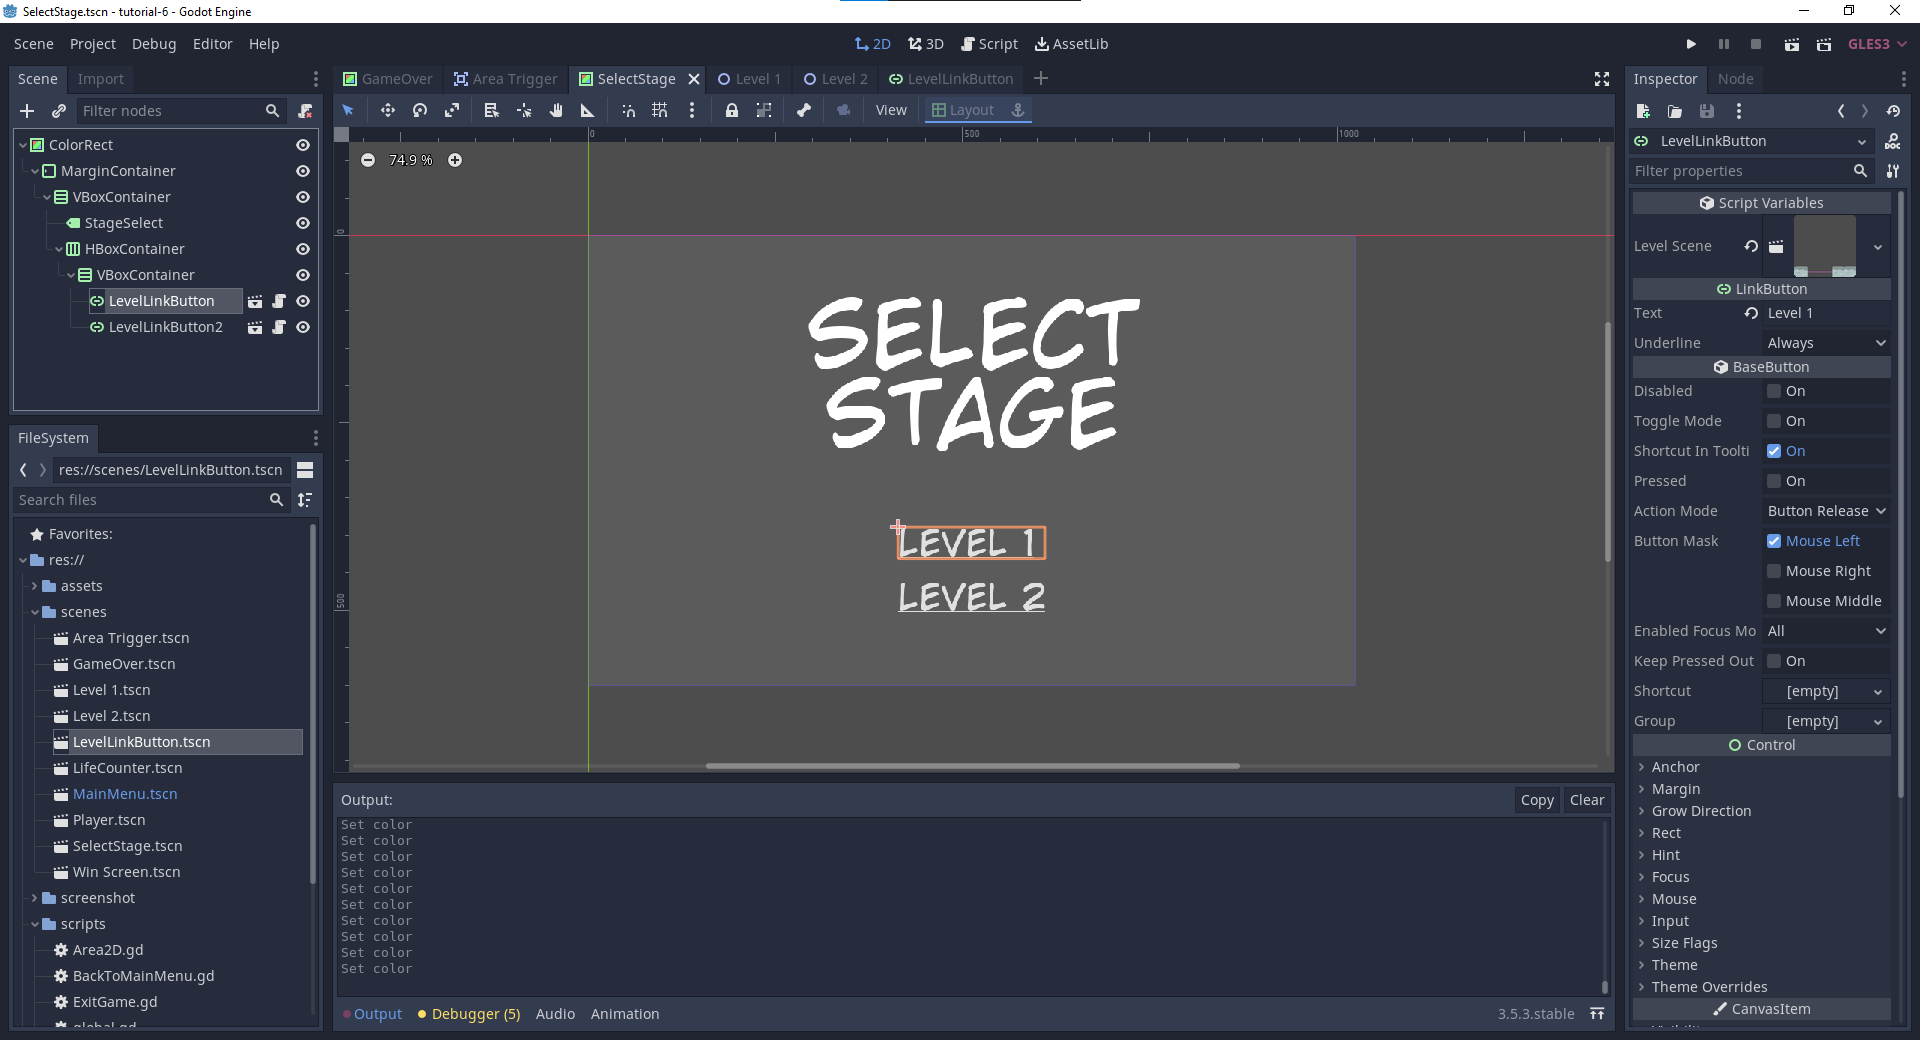 SelectStage.tscn - tutorial-6 - Godot Engine
Scene Project Debug Editor Help
2D 3D Script AssetLib
GLES3
Scene Import
Filter nodes
ColorRect
MarginContainer
VBoxContainer
StageSelect
HBoxContainer
VBoxContainer
LevelLinkButton
LevelLinkButton2
FileSystem
res://scenes/LevelLinkButton.tscn
Search files
Favorites:
res://
assets
scenes
Area Trigger.tscn
GameOver.tscn
Level 1.tscn
Level 2.tscn
LevelLinkButton.tscn
LifeCounter.tscn
MainMenu.tscn
Player.tscn
SelectStage.tscn
Win Screen.tscn
screenshot
scripts
Area2D.gd
BackToMainMenu.gd
ExitGame.gd
global.gd
GameOver Area Trigger SelectStage Level 1 Level 2 LevelLinkButton
View Layout
0 500 1000
74.9 %
0
500
SELECT
STAGE
LEVEL 1
LEVEL 2
Output: Copy Clear
Set color
Set color
Set color
Set color
Set color
Set color
Set color
Set color
Set color
Set color
Output Debugger (5) Audio Animation 3.5.3.stable
Inspector Node
LevelLinkButton
Filter properties
Script Variables
Level Scene
LinkButton
Text Level 1
Underline Always
BaseButton
Disabled On
Toggle Mode On
Shortcut In Toolti On
Pressed On
Action Mode Button Release
Button Mask Mouse Left
Mouse Right
Mouse Middle
Enabled Focus Mo All
Keep Pressed Out On
Shortcut [empty]
Group [empty]
Control
Anchor
Margin
Grow Direction
Rect
Hint
Focus
Mouse
Input
Size Flags
Theme
Theme Overrides
CanvasItem